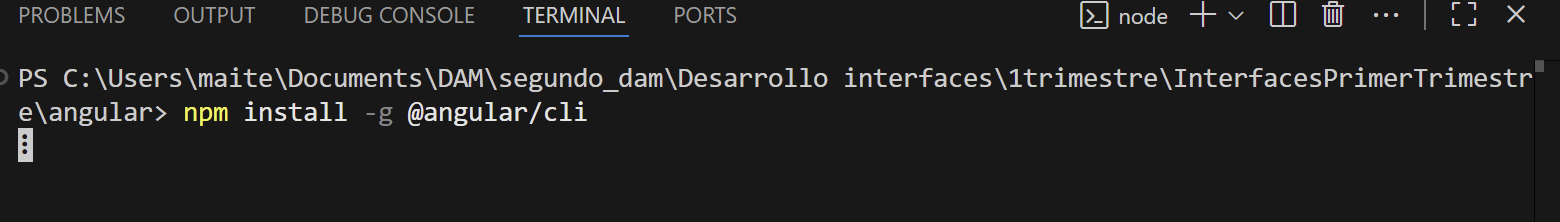 PROBLEMS OUTPUT DEBUG CONSOLE TERMINAL PORTS node
PS C:\Users\maite\Documents\DAM\segundo_dam\Desarrollo interfaces\1trimestre\InterfacesPrimerTrimestr
e\angular> npm install -g @angular/cli